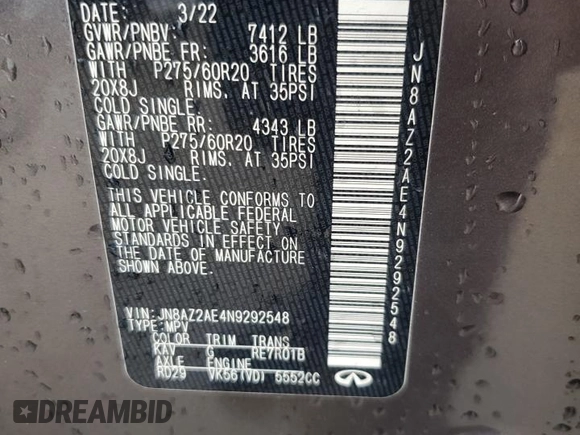 DATE: 3/22
GVWR/PNBV: 7412 LB
GAWR/PNBE FR: 3616 LB
WITH P275/60R20 TIRES
20X8J RIMS, AT 35PSI
COLD SINGLE.
GAWR/PNBE RR: 4343 LB
WITH P275/60R20 TIRES
20X8J RIMS, AT 35PSI
COLD SINGLE.
THIS VEHICLE CONFORMS TO
ALL APPLICABLE FEDERAL
MOTOR VEHICLE SAFETY
STANDARDS IN EFFECT ON
THE DATE OF MANUFACTURE
SHOWN ABOVE.
VIN: JN8AZ2AE4N9292548
TYPE: MPV
COLOR TRIM TRANS
KAV G RE7R01B
AXLE ENGINE
RD29 VK56(VD) 5552CC
JN8AZ2AE4N9292548
INFINITI
DREAMBID